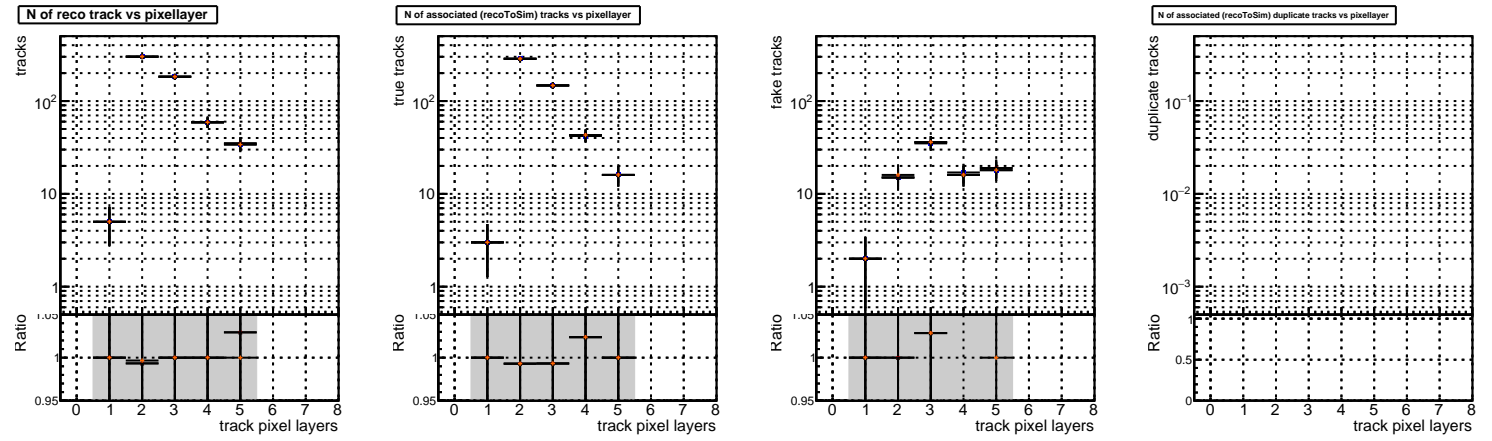 N of reco track vs pixellayer
tracks
10²
10
1
Ratio
1.05
1
0.95
0 1 2 3 4 5 6 7 8
track pixel layers
N of associated (recoToSim) tracks vs pixellayer
true tracks
10²
10
1
Ratio
1.05
1
0.95
0 1 2 3 4 5 6 7 8
track pixel layers
fake tracks
10²
10
1
Ratio
1.05
1
0.95
0 1 2 3 4 5 6 7 8
track pixel layers
N of associated (recoToSim) duplicate tracks vs pixellayer
duplicate tracks
10⁻¹
10⁻²
10⁻³
Ratio
1
0.5
0
0 1 2 3 4 5 6 7 8
track pixel layers